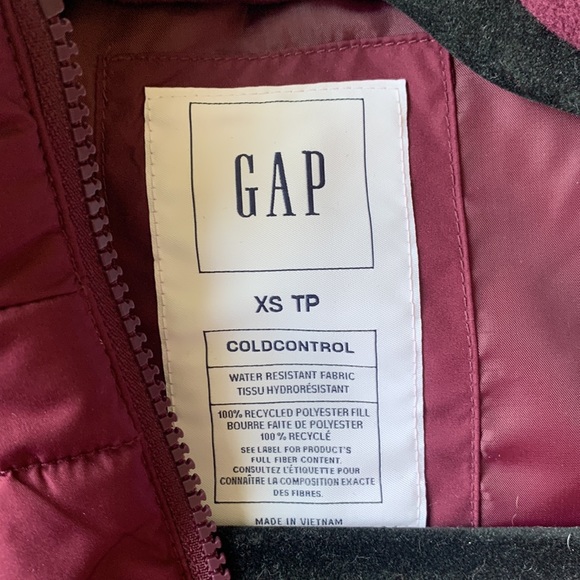 GAP
XS TP
COLDCONTROL
WATER RESISTANT FABRIC
TISSU HYDRORÉSISTANT
100% RECYCLED POLYESTER FILL
BOURRE FAITE DE POLYESTER
100 % RECYCLÉ
SEE LABEL FOR PRODUCT'S
FULL FIBER CONTENT.
CONSULTEZ L'ÉTIQUETTE POUR
CONNAÎTRE LA COMPOSITION EXACTE
DES FIBRES.
MADE IN VIETNAM